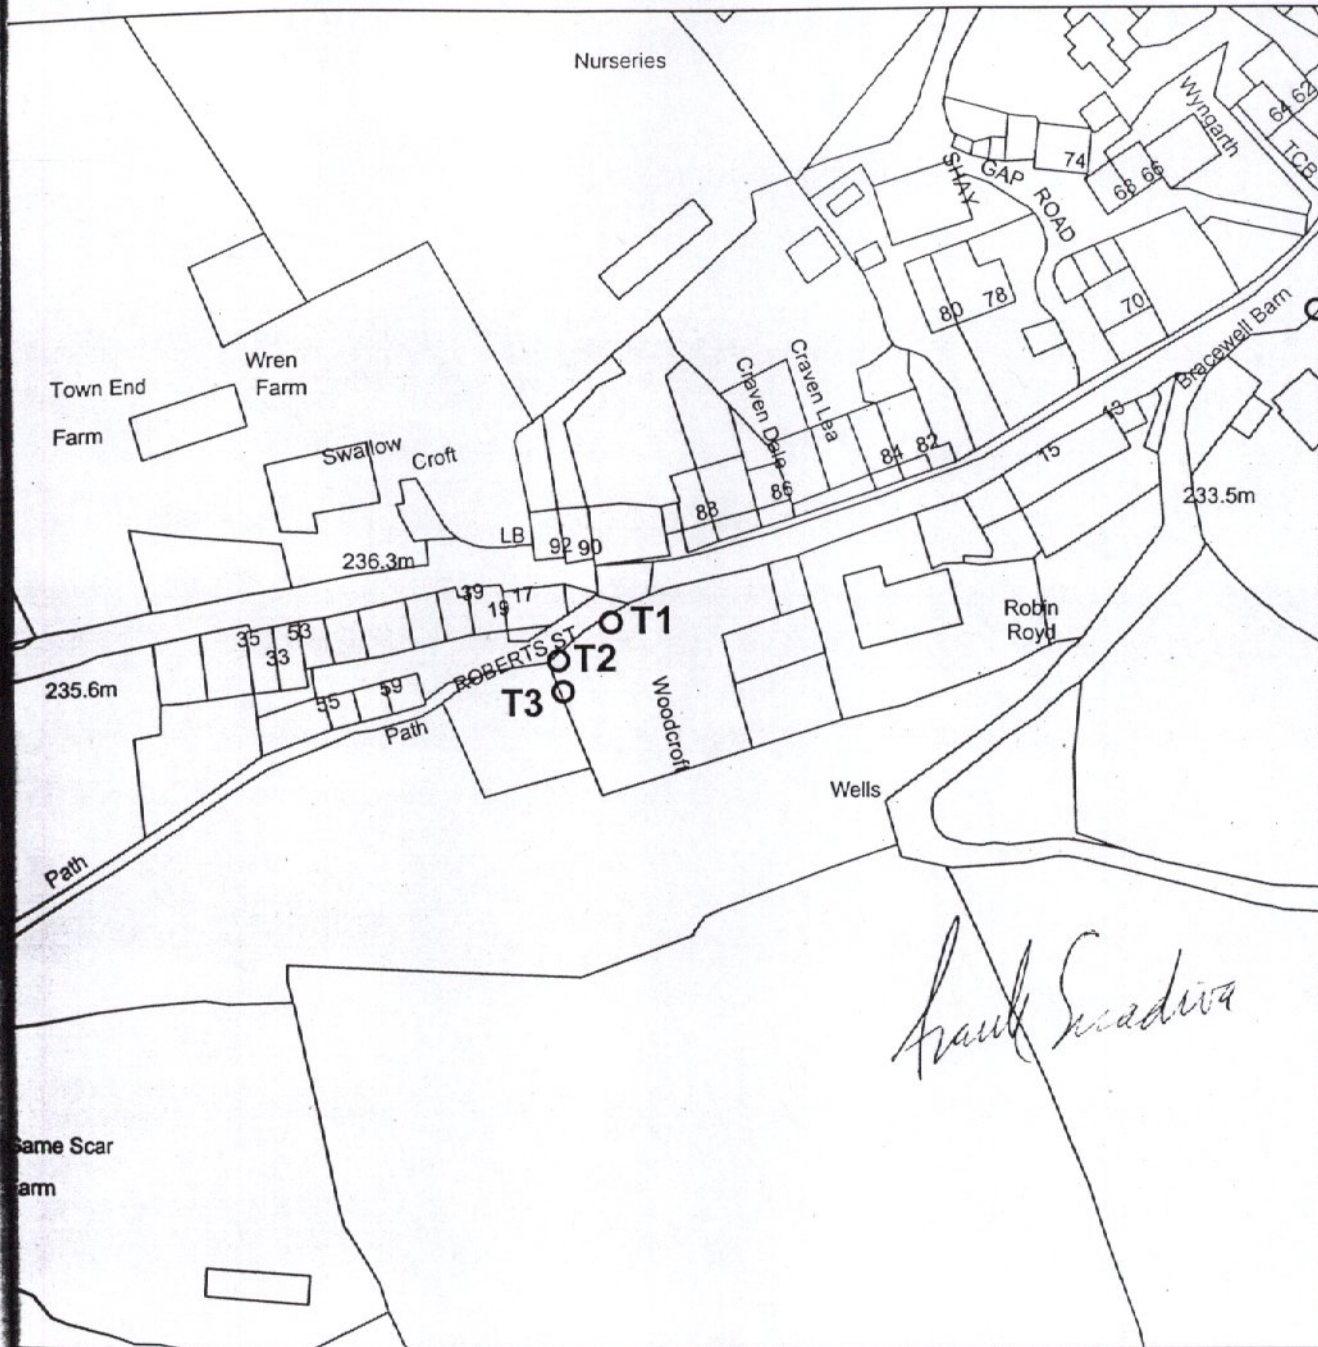 Nurseries
Wyngarth
64 62
TCB
74
SHAY GAP ROAD
68 66
80
78
70
Bracewell Barn
Wren
Farm
Town End
Farm
Craven Dale
Craven Lea
Swallow Croft
84
82
15
13
86
88
233.5m
LB
92 90
236.3m
39
17
19
T1
Robin
Royd
35
53
33
ROBERTS ST
T2
235.6m
59
55
T3
Woodcroft
Path
Wells
Path
Same Scar
arm